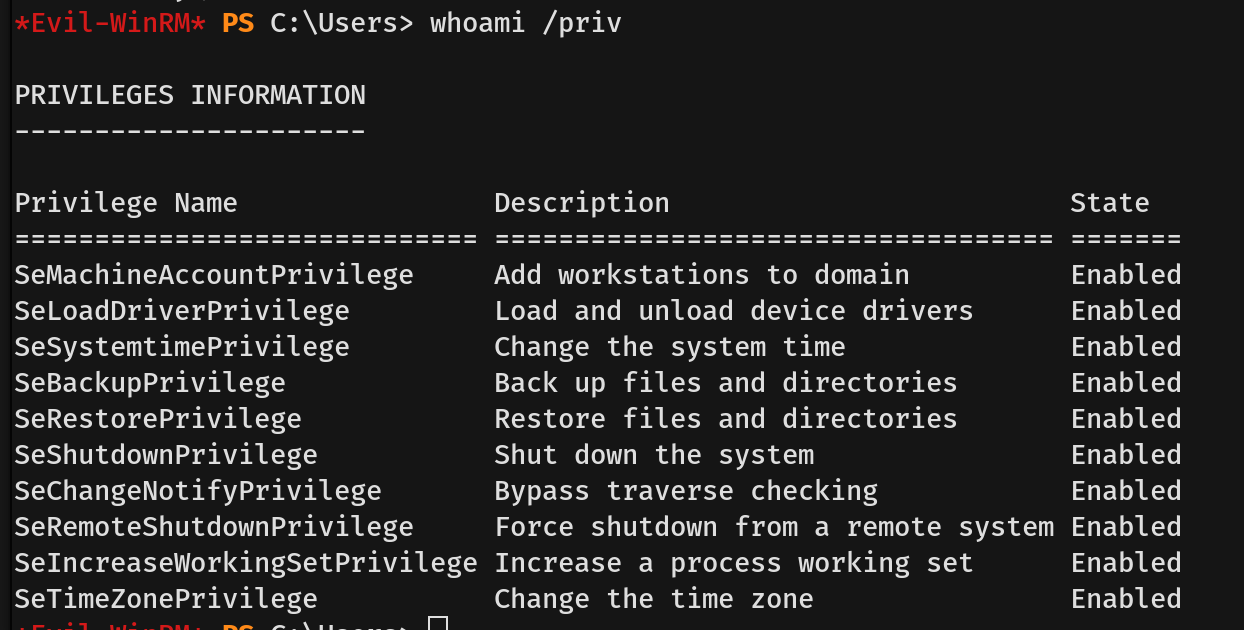 *Evil-WinRM* PS C:\Users> whoami /priv
PRIVILEGES INFORMATION
----------------------
Privilege Name                Description                         State
============================= =================================== =======
SeMachineAccountPrivilege     Add workstations to domain          Enabled
SeLoadDriverPrivilege         Load and unload device drivers      Enabled
SeSystemtimePrivilege         Change the system time              Enabled
SeBackupPrivilege             Back up files and directories       Enabled
SeRestorePrivilege            Restore files and directories       Enabled
SeShutdownPrivilege           Shut down the system                Enabled
SeChangeNotifyPrivilege       Bypass traverse checking            Enabled
SeRemoteShutdownPrivilege     Force shutdown from a remote system Enabled
SeIncreaseWorkingSetPrivilege Increase a process working set      Enabled
SeTimeZonePrivilege           Change the time zone                Enabled
*Evil-WinRM* PS C:\Users>